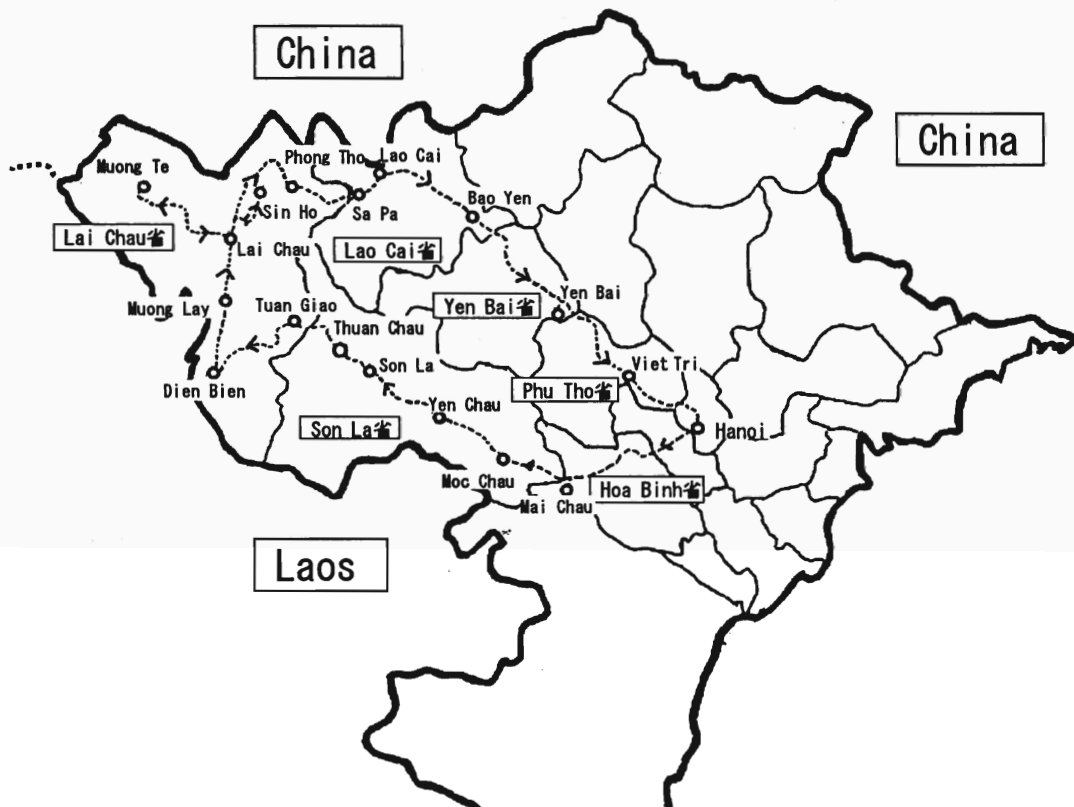 China
China
Phong Tho
Lao Cai
Muong Te
Bao Yen
Sin Ho
Sa Pa
Lai Chau省
Lai Chau
Lao Cai省
Muong Lay
Tuan Giao
Yen Bai省
Yen Bai
Thuan Chau
Son La
Viet Tri
Dien Bien
Phu Tho省
Yen Chau
Son La省
Hanoi
Moc Chau
Mai Chau
Hoa Binh省
Laos